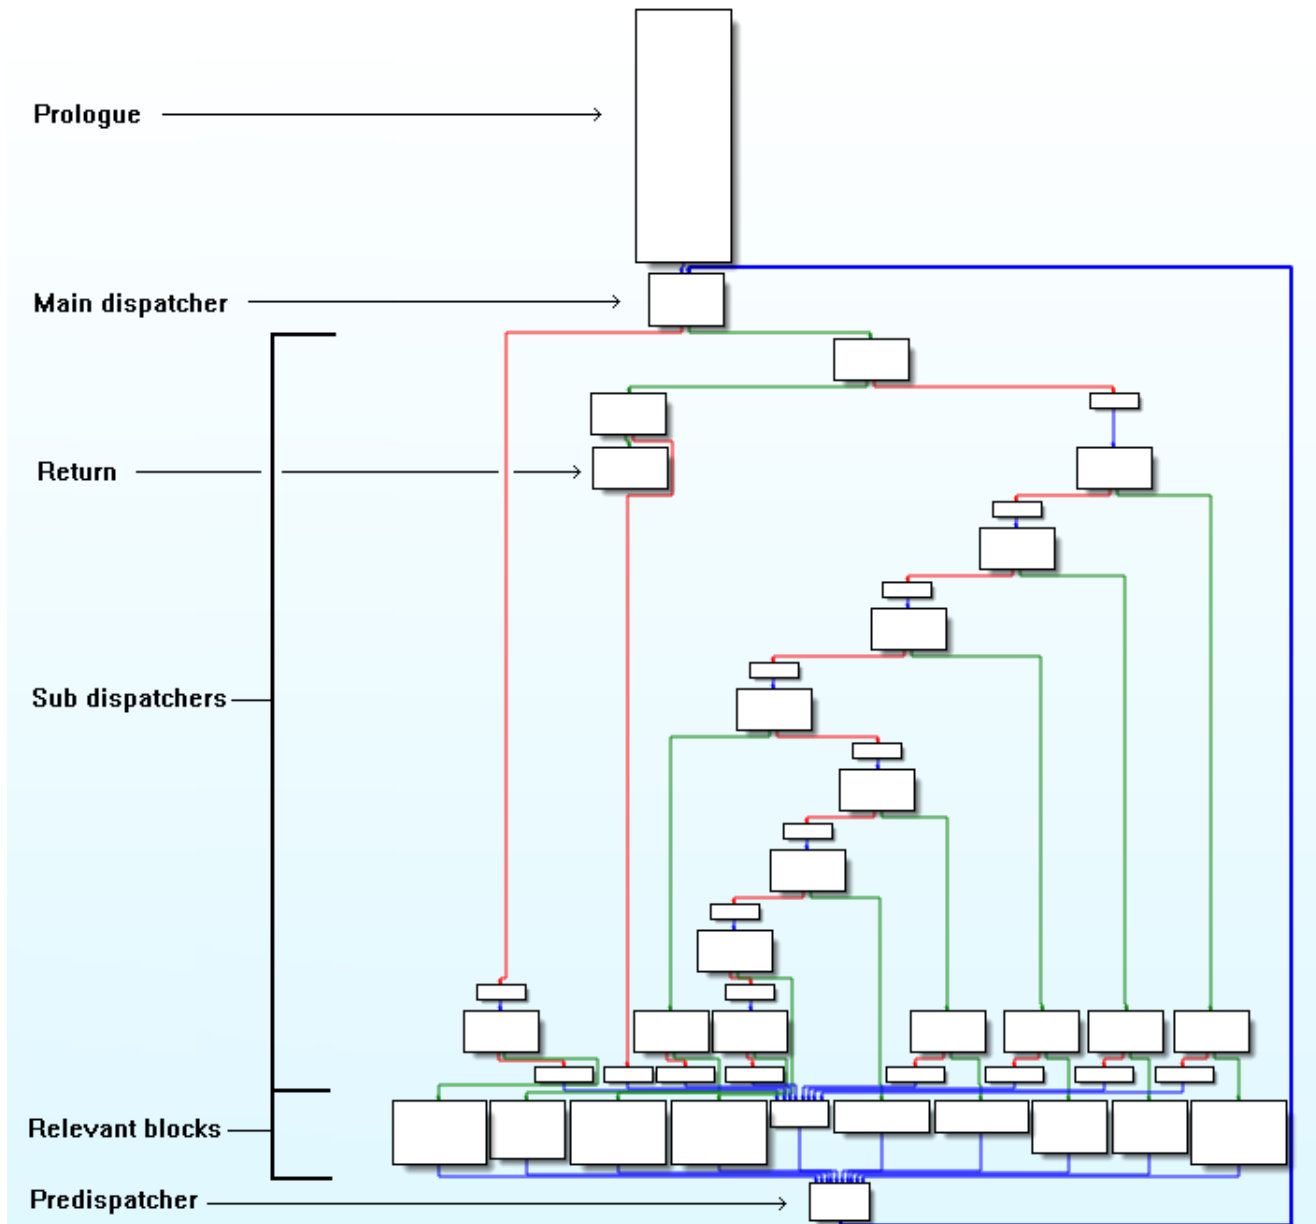 Prologue
Main dispatcher
Return
Sub dispatchers
Relevant blocks
Predispatcher